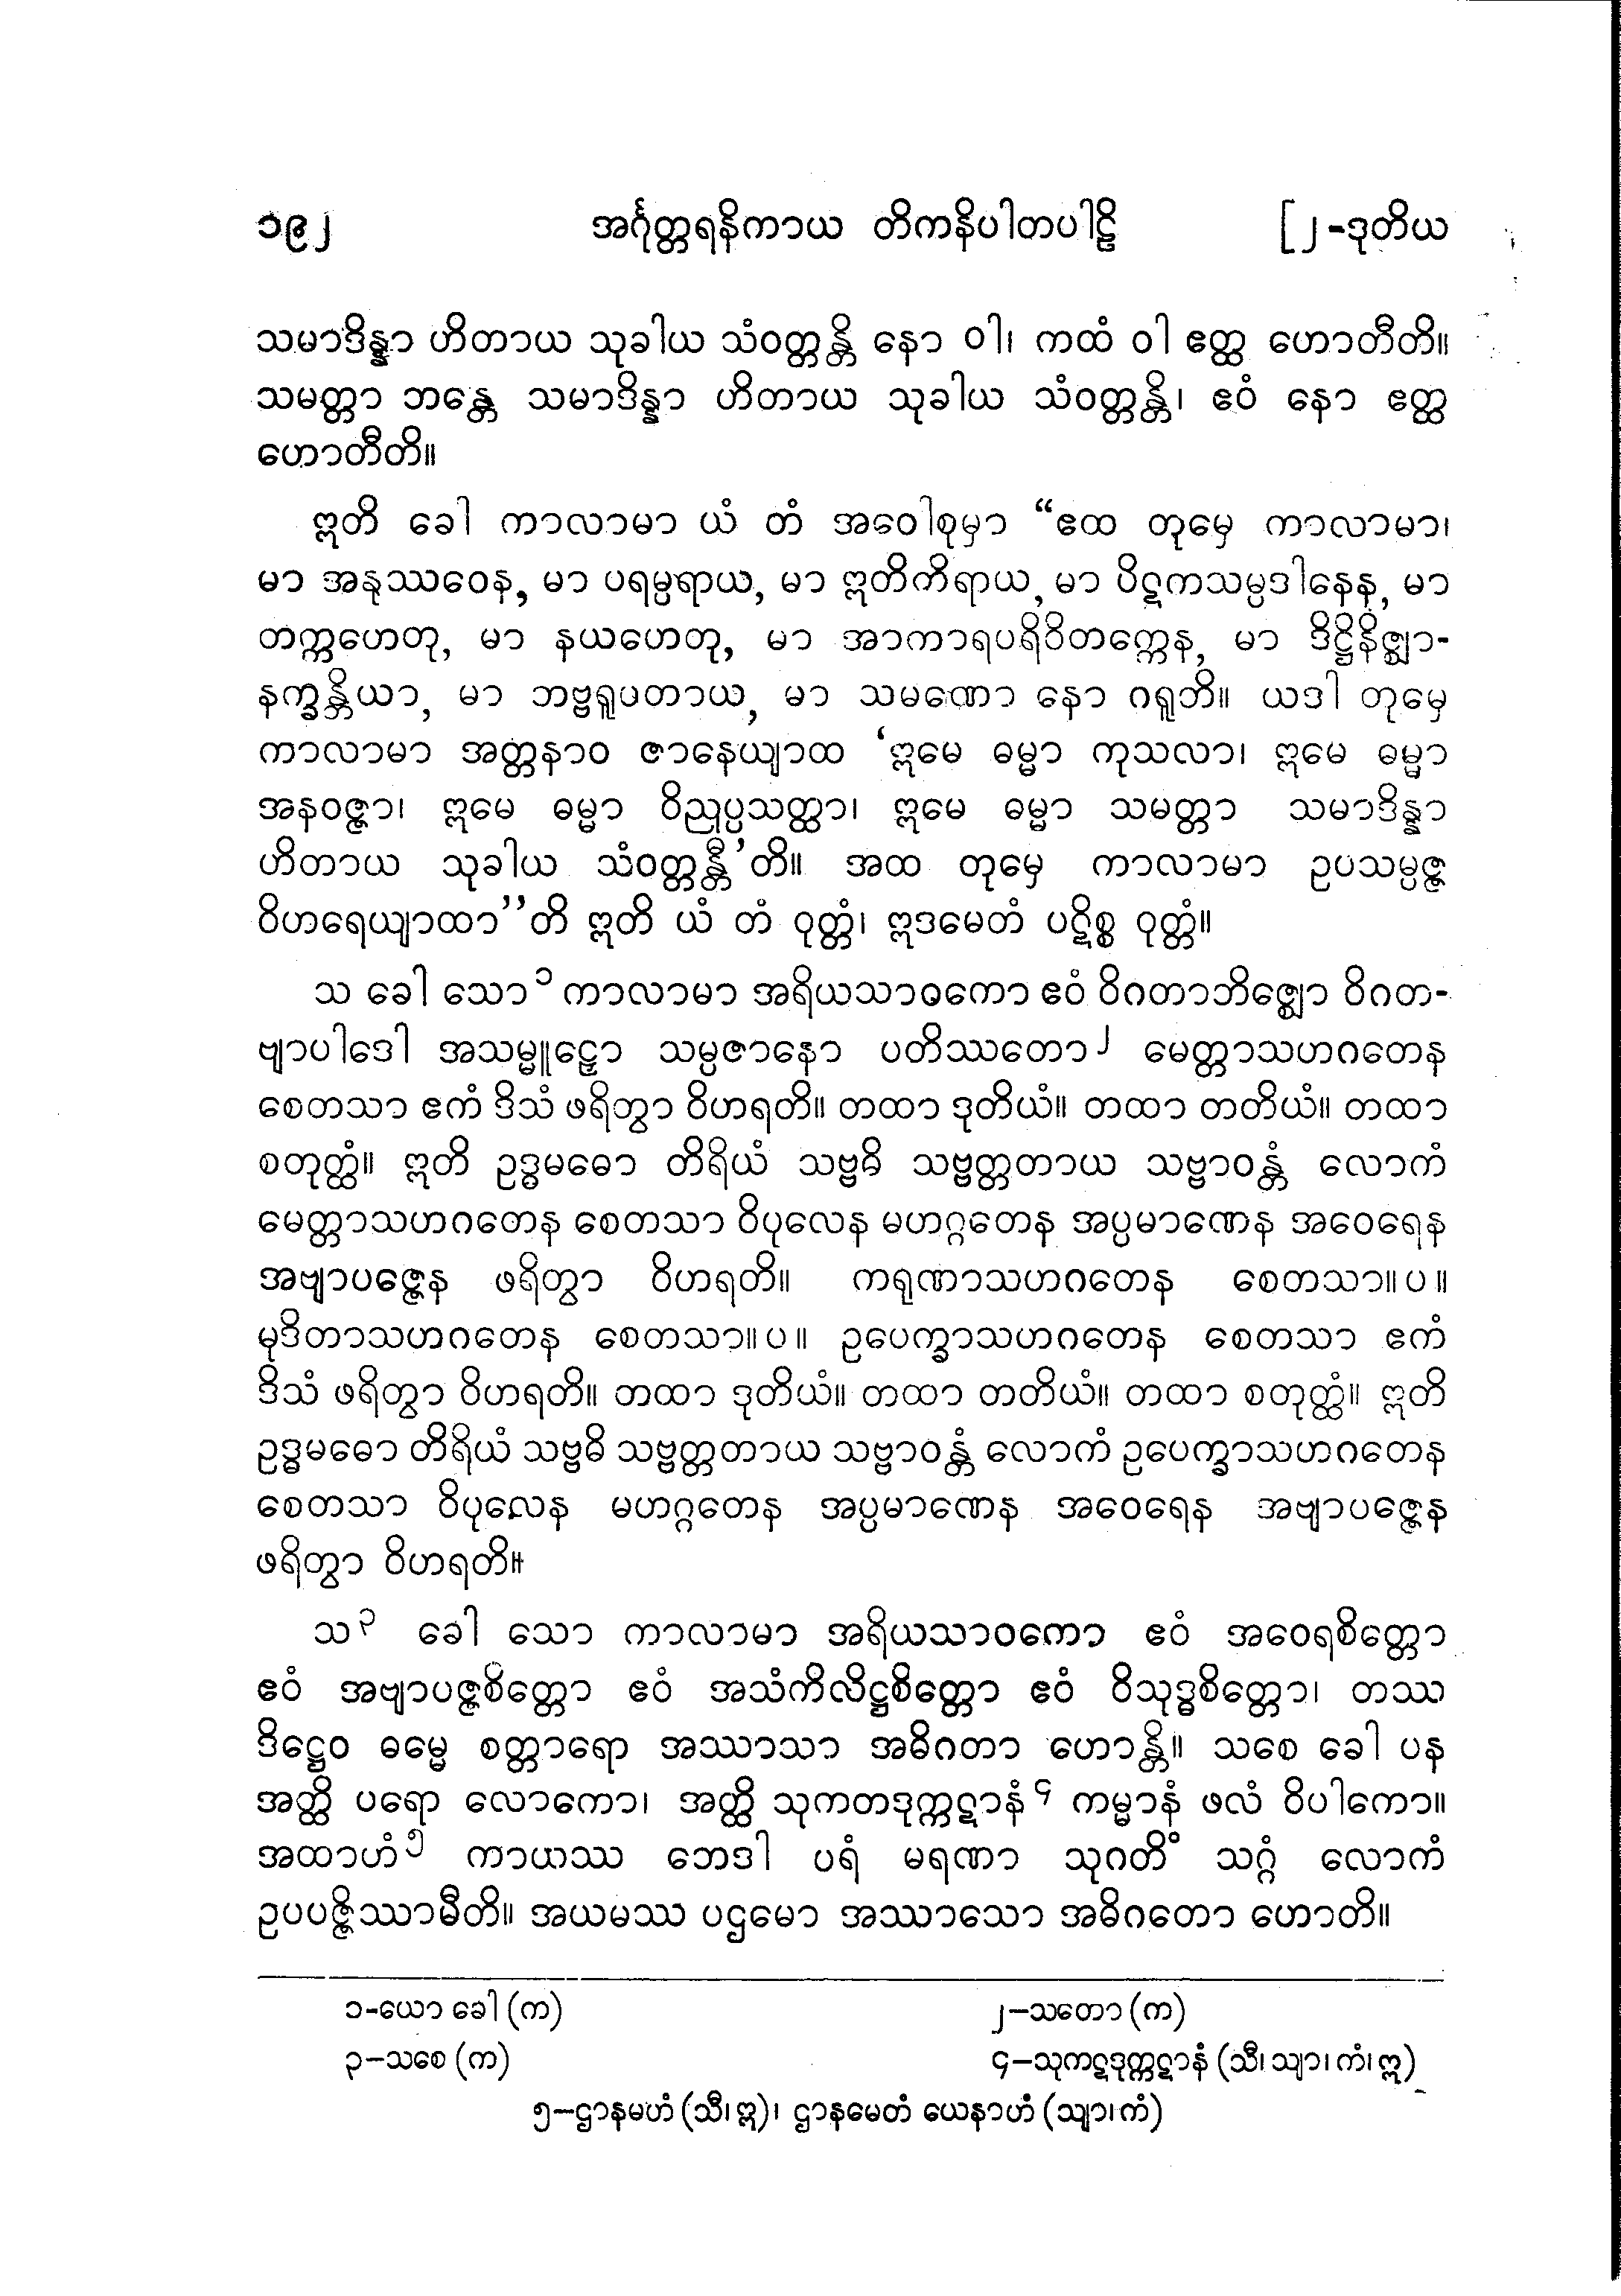 ၁၉၂ အင်္ဂုတ္တရနိကာယ တိကနိပါတပါဠိ [၂-ဒုတိယ
သမာဒိန္နာ ဟိတာယ သုခါယ သံဝတ္တန္တိ နော ဝါ၊ ကထံ ဝါ ဧတ္ထ ဟောတီတိ။
သမတ္တာ ဘန္တေ သမာဒိန္နာ ဟိတာယ သုခါယ သံဝတ္တန္တိ၊ ဧဝံ နော ဧတ္ထ
ဟောတီတိ။
ဣတိ ခေါ ကာလာမာ ယံ တံ အဝေါစုမှာ “ဧထ တုမှေ ကာလာမာ၊
မာ အနုဿဝေန, မာ ပရမ္ပရာယ, မာ ဣတိကိရာယ, မာ ပိဋကသမ္ပဒါနေန, မာ
တက္ကဟေတု, မာ နယဟေတု, မာ အာကာရပရိဝိတက္ကေန, မာ ဒိဋ္ဌိနိဇ္ဈာ-
နက္ခန္တိယာ, မာ ဘဗ္ဗရူပတာယ, မာ သမဏော နော ဂရူတိ။ ယဒါ တုမှေ
ကာလာမာ အတ္တနာဝ ဇာနေယျာထ ‘ဣမေ ဓမ္မာ ကုသလာ၊ ဣမေ ဓမ္မာ
အနဝဇ္ဇာ၊ ဣမေ ဓမ္မာ ဝိညုပ္ပသတ္ထာ၊ ဣမေ ဓမ္မာ သမတ္တာ သမာဒိန္နာ
ဟိတာယ သုခါယ သံဝတ္တန္တီ’တိ။ အထ တုမှေ ကာလာမာ ဥပသမ္ပဇ္ဇ
ဝိဟရေယျာထာ”တိ ဣတိ ယံ တံ ဝုတ္တံ၊ ဣဒမေတံ ပဋိစ္စ ဝုတ္တံ။
သ ခေါ သော၁ ကာလာမာ အရိယသာဝကော ဧဝံ ဝိဂတာဘိဇ္ဈော ဝိဂတ-
ဗျာပါဒေါ အသမ္မူဠှော သမ္ပဇာနော ပတိဿတော၂ မေတ္တာသဟဂတေန
စေတသာ ဧကံ ဒိသံ ဖရိတွာ ဝိဟရတိ။ တထာ ဒုတိယံ။ တထာ တတိယံ။ တထာ
စတုတ္ထံ။ ဣတိ ဥဒ္ဓမဓော တိရိယံ သဗ္ဗဓိ သဗ္ဗတ္တတာယ သဗ္ဗာဝန္တံ လောကံ
မေတ္တာသဟဂတေန စေတသာ ဝိပုလေန မဟဂ္ဂတေန အပ္ပမာဏေန အဝေရေန
အဗျာပဇ္ဇေန ဖရိတွာ ဝိဟရတိ။ ကရုဏာသဟဂတေန စေတသာ။ပ။
မုဒိတာသဟဂတေန စေတသာ။ပ။ ဥပေက္ခာသဟဂတေန စေတသာ ဧကံ
ဒိသံ ဖရိတွာ ဝိဟရတိ။ တထာ ဒုတိယံ။ တထာ တတိယံ။ တထာ စတုတ္ထံ။ ဣတိ
ဥဒ္ဓမဓော တိရိယံ သဗ္ဗဓိ သဗ္ဗတ္တတာယ သဗ္ဗာဝန္တံ လောကံ ဥပေက္ခာသဟဂတေန
စေတသာ ဝိပုလေန မဟဂ္ဂတေန အပ္ပမာဏေန အဝေရေန အဗျာပဇ္ဇေန
ဖရိတွာ ဝိဟရတိ။
သ၃ ခေါ သော ကာလာမာ အရိယသာဝကော ဧဝံ အဝေရစိတ္တော
ဧဝံ အဗျာပဇ္ဇစိတ္တော ဧဝံ အသံကိလိဋ္ဌစိတ္တော ဧဝံ ဝိသုဒ္ဓစိတ္တော၊ တဿ
ဒိဋ္ဌေဝ ဓမ္မေ စတ္တာရော အဿာသာ အဓိဂတာ ဟောန္တိ။ သစေ ခေါ ပန
အတ္ထိ ပရော လောကော၊ အတ္ထိ သုကတဒုက္ကဋာနံ၄ ကမ္မာနံ ဖလံ ဝိပါကော။
အထာဟံ၅ ကာယဿ ဘေဒါ ပရံ မရဏာ သုဂတိံ သဂ္ဂံ လောကံ
ဥပပဇ္ဇိဿာမီတိ။ အယမဿ ပဌမော အဿာသော အဓိဂတော ဟောတိ။
၁-ယော ခေါ (က) ၂-သတော (က)
၃-သစေ (က) ၄-သုကဋဒုက္ကဋာနံ (သီ၊ သျာ၊ ကံ၊ ဣ)
၅-ဌာနမဟံ (သီ၊ ဣ)၊ ဌာနမေတံ ယေနာဟံ (သျာ၊ ကံ)